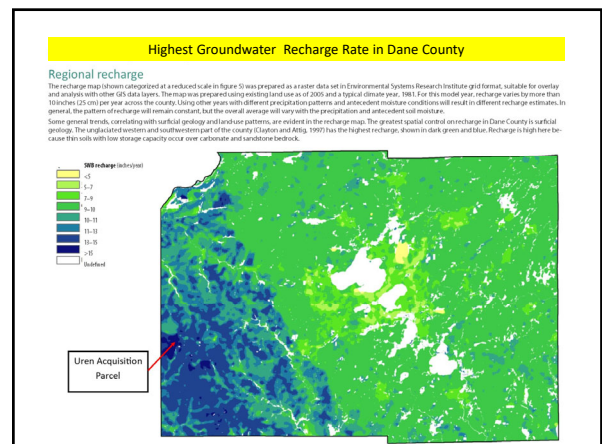 Highest Groundwater Recharge Rate in Dane County
Regional recharge
The recharge map (shown categorized at a reduced scale in figure 5) was prepared as a raster data set in Environmental Systems Research Institute grid format, suitable for overlay
and analysis with other GIS data layers. The map was prepared using existing land use as of 2005 and a typical climate year, 1981. For this model year, recharge varies by more than
10 inches (25 cm) per year across the county. Using other years with different precipitation patterns and antecedent moisture conditions will result in different recharge estimates. In
general, the pattern of recharge will remain constant, but the overall average will vary with the precipitation and antecedent soil moisture.
Some general trends, correlating with surficial geology and land-use patterns, are evident in the recharge map. The greatest spatial control on recharge in Dane County is surficial
geology. The unglaciated western and southwestern part of the county (Clayton and Attig, 1997) has the highest recharge, shown in dark green and blue. Recharge is high here be-
cause thin soils with low storage capacity occur over carbonate and sandstone bedrock.
SWB recharge (inches/year)
<5
5–7
7–9
9–10
10–11
11–13
13–15
>15
Undefined
Uren Acquisition
Parcel